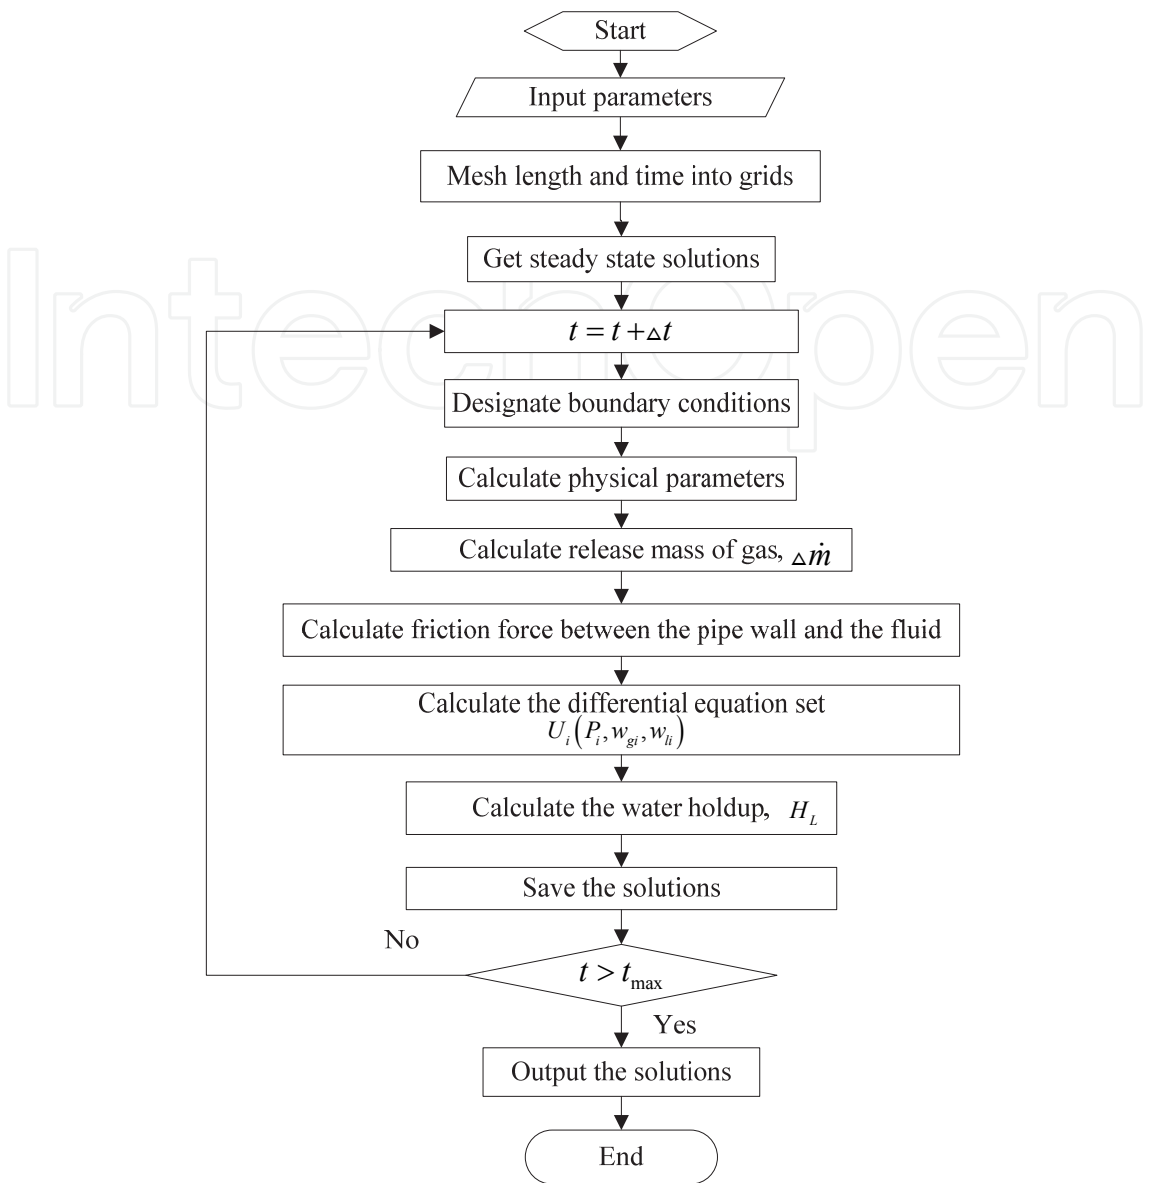 Start
Input parameters
Mesh length and time into grids
Get steady state solutions
IntechOpen
t = t + △t
Designate boundary conditions
Calculate physical parameters
Calculate release mass of gas, △ṁ
Calculate friction force between the pipe wall and the fluid
Calculate the differential equation set
U_i(P_i, w_gi, w_li)
Calculate the water holdup, H_L
Save the solutions
No
t > t_max
Yes
Output the solutions
End